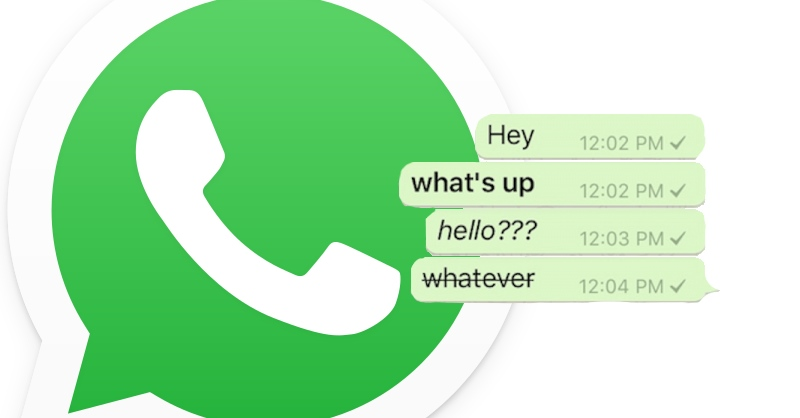 Hey 12:02 PM ✓
what's up 12:02 PM ✓
hello??? 12:03 PM ✓
whatever 12:04 PM ✓